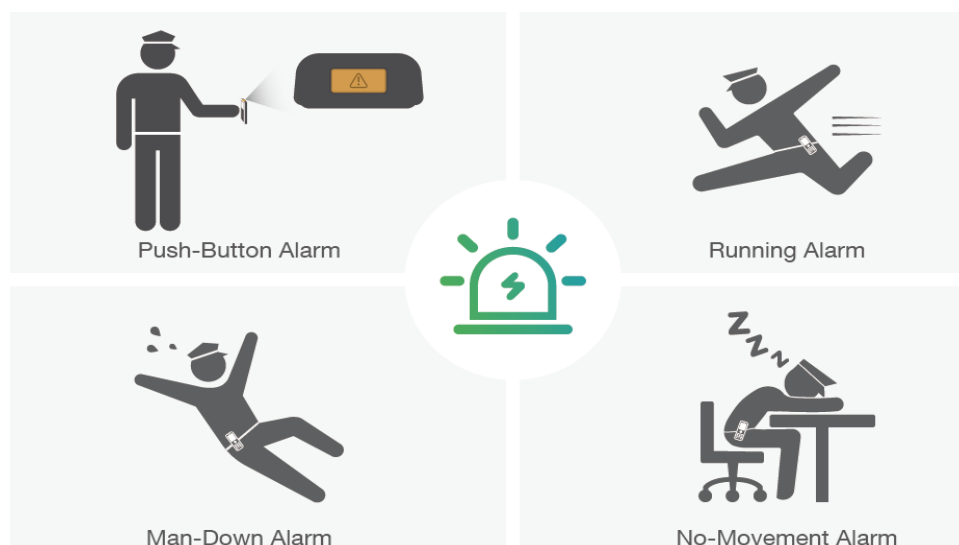 Push-Button Alarm
Running Alarm
Z
Z
Z
Man-Down Alarm
No-Movement Alarm